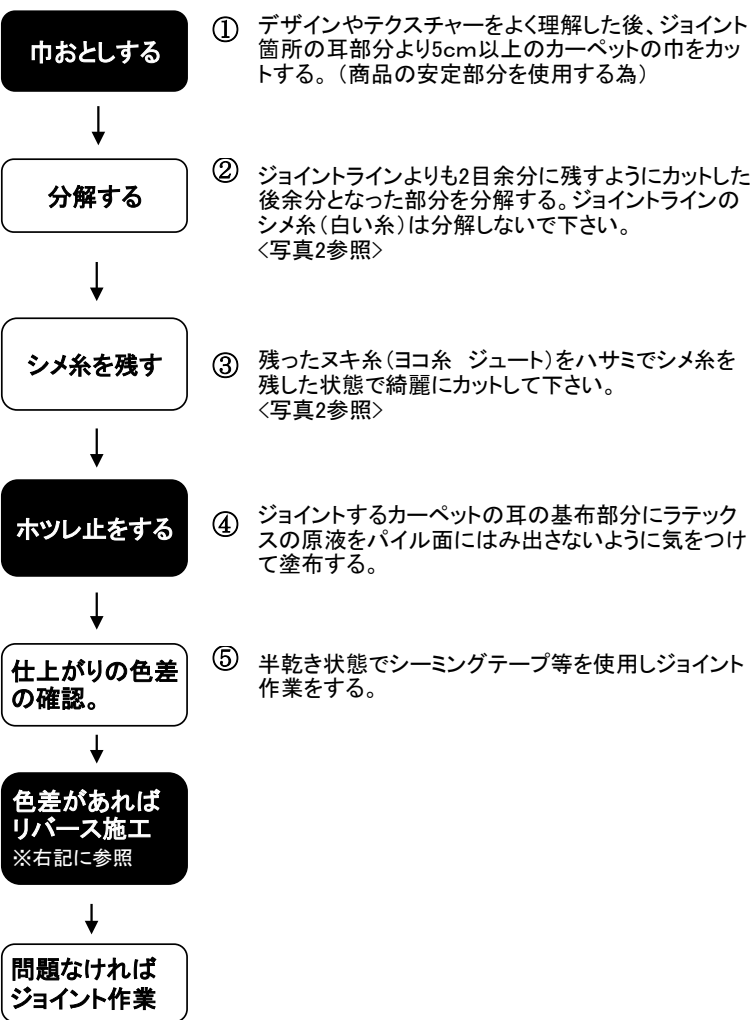 巾おとしする
① デザインやテクスチャーをよく理解した後、ジョイント
箇所の耳部分より5cm以上のカーペットの巾をカッ
トする。（商品の安定部分を使用する為）
分解する
② ジョイントラインよりも2目余分に残すようにカットした
後余分となった部分を分解する。ジョイントラインの
シメ糸（白い糸）は分解しないで下さい。
<写真2参照>
シメ糸を残す
③ 残ったヌキ糸（ヨコ糸　ジュート）をハサミでシメ糸を
残した状態で綺麗にカットして下さい。
<写真2参照>
ホツレ止をする
④ ジョイントするカーペットの耳の基布部分にラテック
スの原液をパイル面にはみ出さないように気をつけ
て塗布する。
仕上がりの色差
の確認。
⑤ 半乾き状態でシーミングテープ等を使用しジョイント
作業をする。
色差があれば
リバース施工
※右記に参照
問題なければ
ジョイント作業